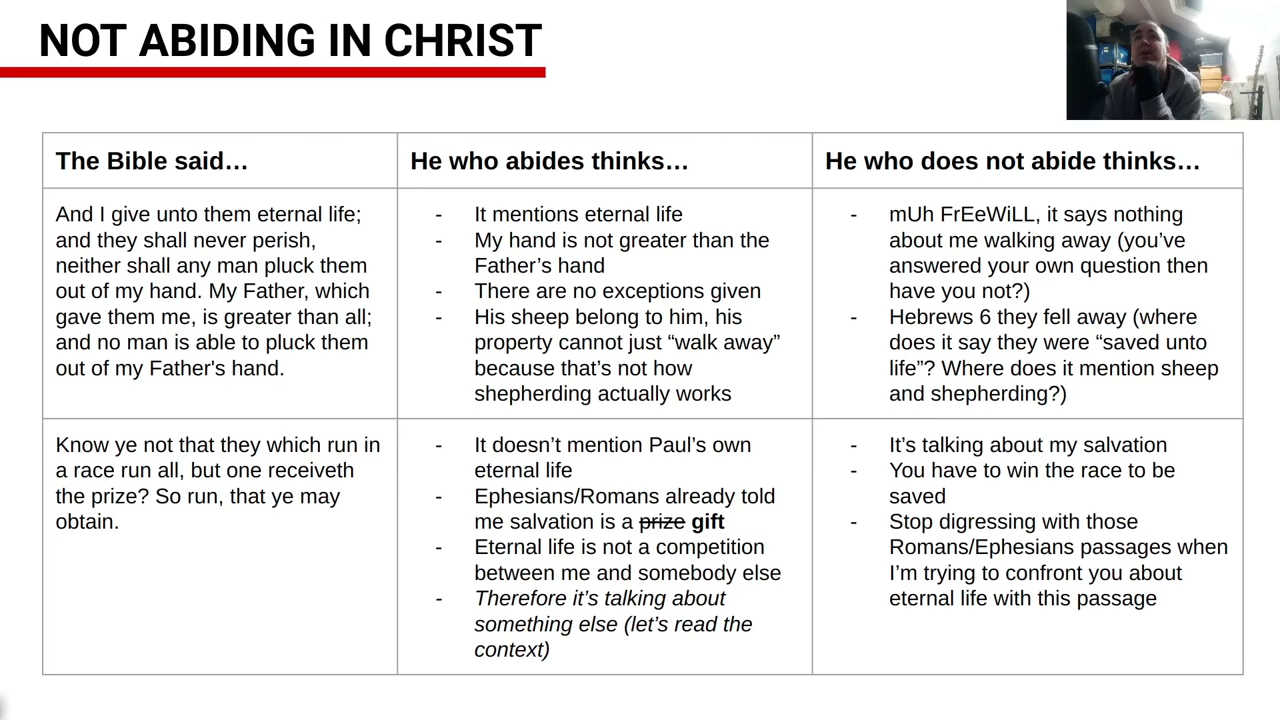 NOT ABIDING IN CHRIST
The Bible said…
He who abides thinks…
He who does not abide thinks…
And I give unto them eternal life;
and they shall never perish,
neither shall any man pluck them
out of my hand. My Father, which
gave them me, is greater than all;
and no man is able to pluck them
out of my Father's hand.
- It mentions eternal life
- My hand is not greater than the
Father’s hand
- There are no exceptions given
- His sheep belong to him, his
property cannot just “walk away”
because that’s not how
shepherding actually works
- mUh FrEeWiLL, it says nothing
about me walking away (you’ve
answered your own question then
have you not?)
- Hebrews 6 they fell away (where
does it say they were “saved unto
life”? Where does it mention sheep
and shepherding?)
Know ye not that they which run in
a race run all, but one receiveth
the prize? So run, that ye may
obtain.
- It doesn’t mention Paul’s own
eternal life
- Ephesians/Romans already told
me salvation is a prize gift
- Eternal life is not a competition
between me and somebody else
- Therefore it’s talking about
something else (let’s read the
context)
- It’s talking about my salvation
- You have to win the race to be
saved
- Stop digressing with those
Romans/Ephesians passages when
I’m trying to confront you about
eternal life with this passage